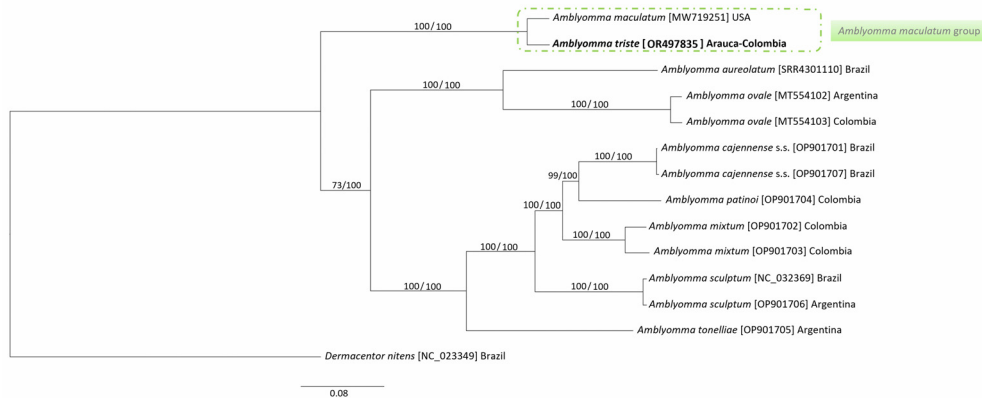 100/100
Amblyomma maculatum [MW719251] USA
Amblyomma triste [OR497835] Arauca-Colombia
Amblyomma maculatum group
100/100
Amblyomma aureolatum [SRR4301110] Brazil
100/100
Amblyomma ovale [MT554102] Argentina
Amblyomma ovale [MT554103] Colombia
73/100
100/100
Amblyomma cajennense s.s. [OP901701] Brazil
Amblyomma cajennense s.s. [OP901707] Brazil
99/100
Amblyomma patinoi [OP901704] Colombia
100/100
100/100
Amblyomma mixtum [OP901702] Colombia
Amblyomma mixtum [OP901703] Colombia
100/100
100/100
Amblyomma sculptum [NC_032369] Brazil
Amblyomma sculptum [OP901706] Argentina
100/100
Amblyomma tonelliae [OP901705] Argentina
Dermacentor nitens [NC_023349] Brazil
0.08